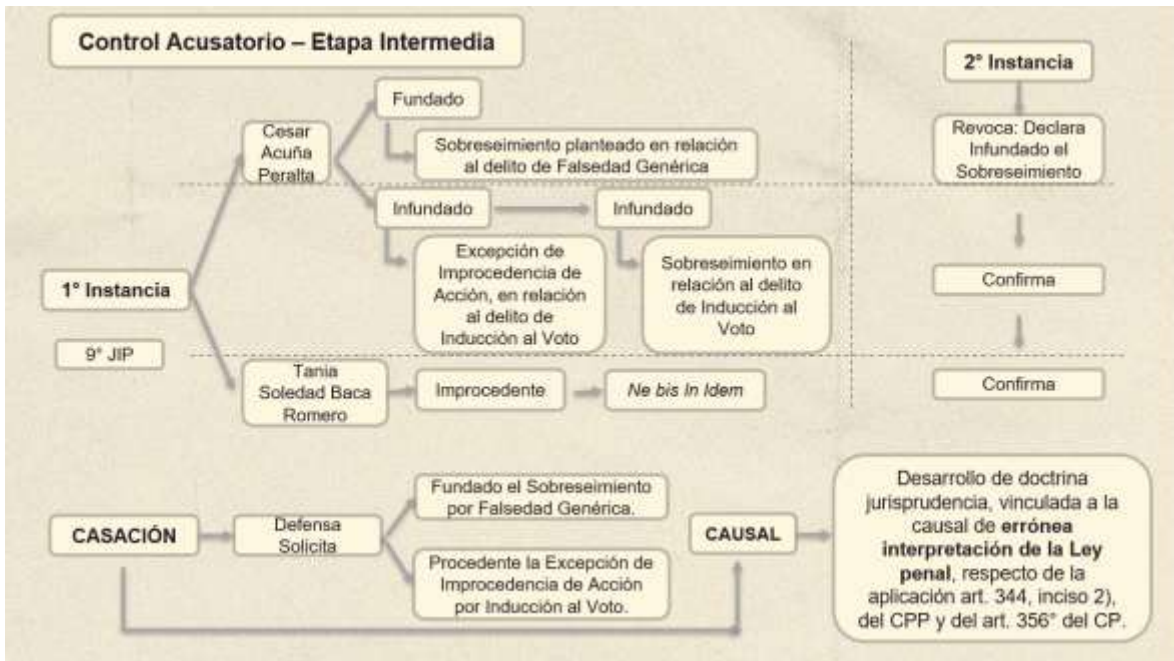 Control Acusatorio – Etapa Intermedia
2° Instancia
Fundado
Cesar
Acuña
Peralta
Sobreseimiento planteado en relación
al delito de Falsedad Genérica
Revoca: Declara
Infundado el
Sobreseimiento
Infundado
Infundado
Excepción de
Improcedencia de
Acción, en relación
al delito de
Inducción al Voto
Sobreseimiento en
relación al delito
de Inducción al
Voto
Confirma
1° Instancia
9° JIP
Tania
Soledad Baca
Romero
Improcedente
Ne bis In Idem
Confirma
CASACIÓN
Defensa
Solicita
Fundado el Sobreseimiento
por Falsedad Genérica.
Procedente la Excepción de
Improcedencia de Acción
por Inducción al Voto.
CAUSAL
Desarrollo de doctrina
jurisprudencia, vinculada a la
causal de errónea
interpretación de la Ley
penal, respecto de la
aplicación art. 344, inciso 2),
del CPP y del art. 356° del CP.